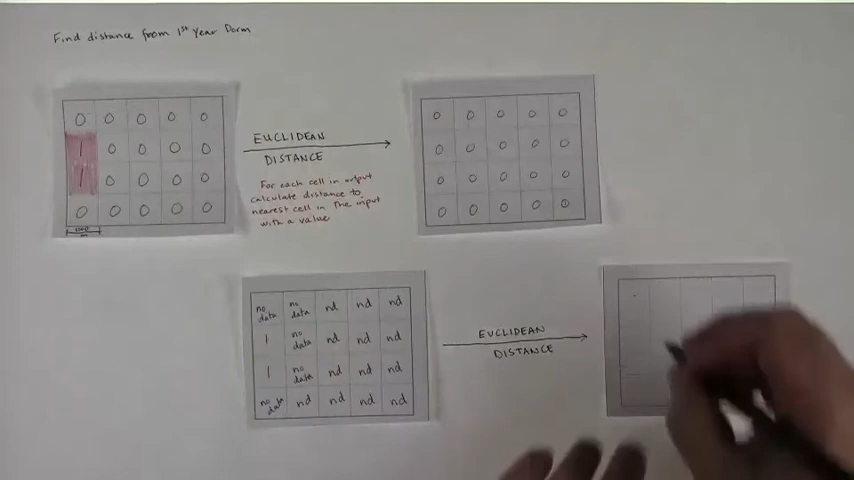 Find distance from 1st Year Dorm
0 0 0 0 0
1 0 0 0 0
1 0 0 0 0
0 0 0 0 0
EUCLIDEAN
DISTANCE
For each cell in output
calculate distance to
nearest cell in the input
with a value
0 0 0 0 0
0 0 0 0 0
0 0 0 0 0
0 0 0 0 0
no data no data nd nd nd
1 no data nd nd nd
1 no data nd nd nd
no data nd nd nd nd
EUCLIDEAN
DISTANCE